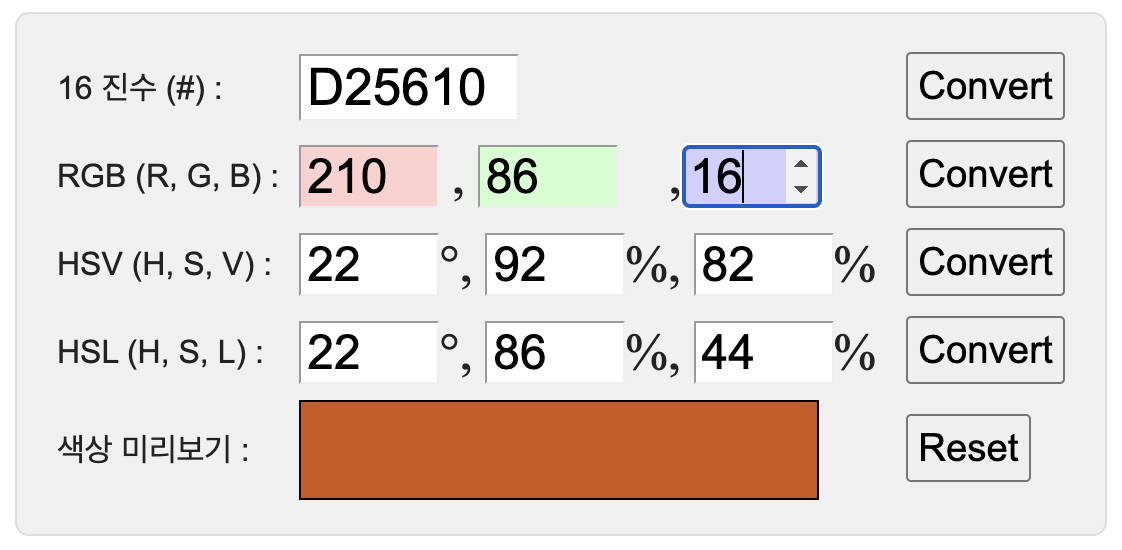 16 진수 (#) : D25610 Convert
RGB (R, G, B) : 210 , 86 , 16 Convert
HSV (H, S, V) : 22 °, 92 %, 82 % Convert
HSL (H, S, L) : 22 °, 86 %, 44 % Convert
색상 미리보기 : Reset